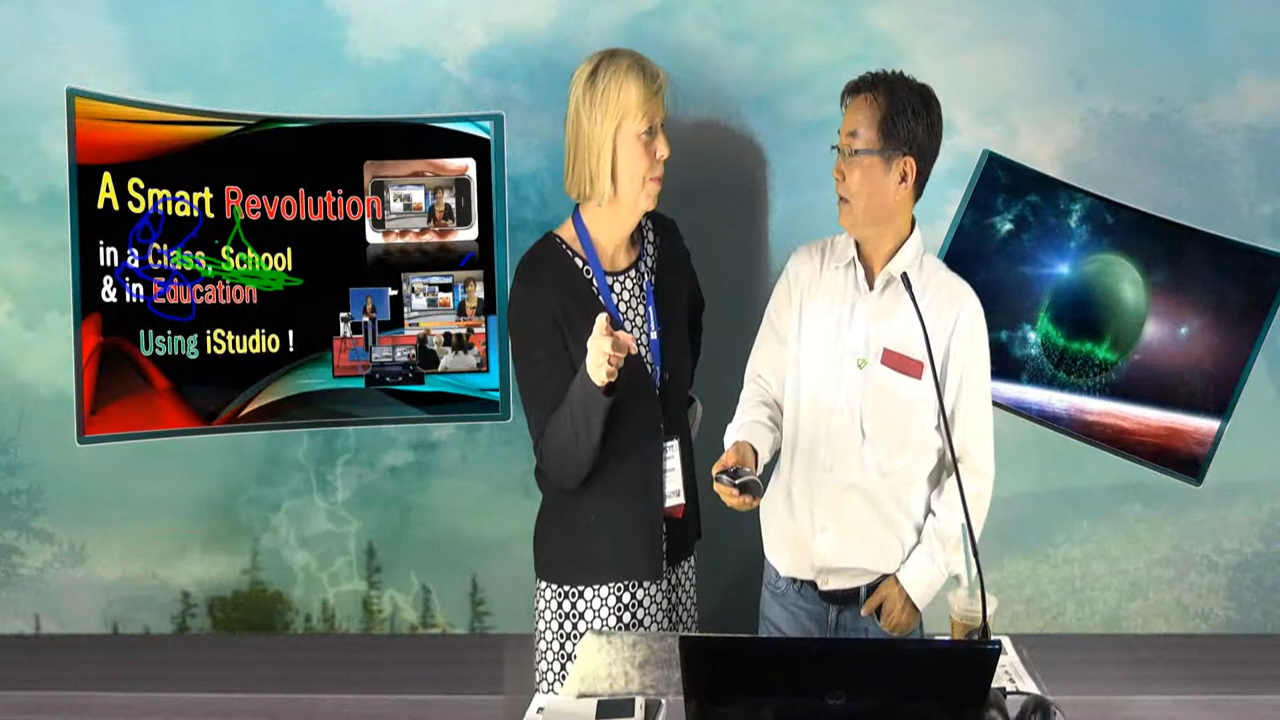 A Smart Revolution
in a Class, School
& in Education
Using iStudio !